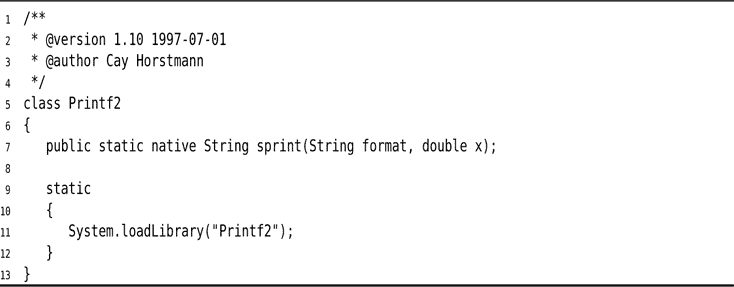 1 /**
2  * @version 1.10 1997-07-01
3  * @author Cay Horstmann
4  */
5 class Printf2
6 {
7    public static native String sprint(String format, double x);
8
9    static
10    {
11       System.loadLibrary("Printf2");
12    }
13 }